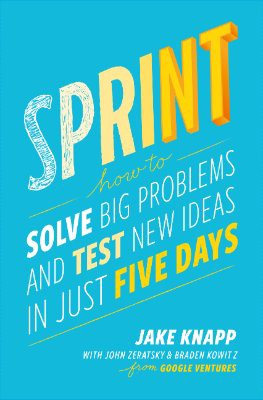 SPRINT
how to
SOLVE BIG PROBLEMS
AND TEST NEW IDEAS
IN JUST FIVE DAYS
JAKE KNAPP
WITH JOHN ZERATSKY & BRADEN KOWITZ
from GOOGLE VENTURES